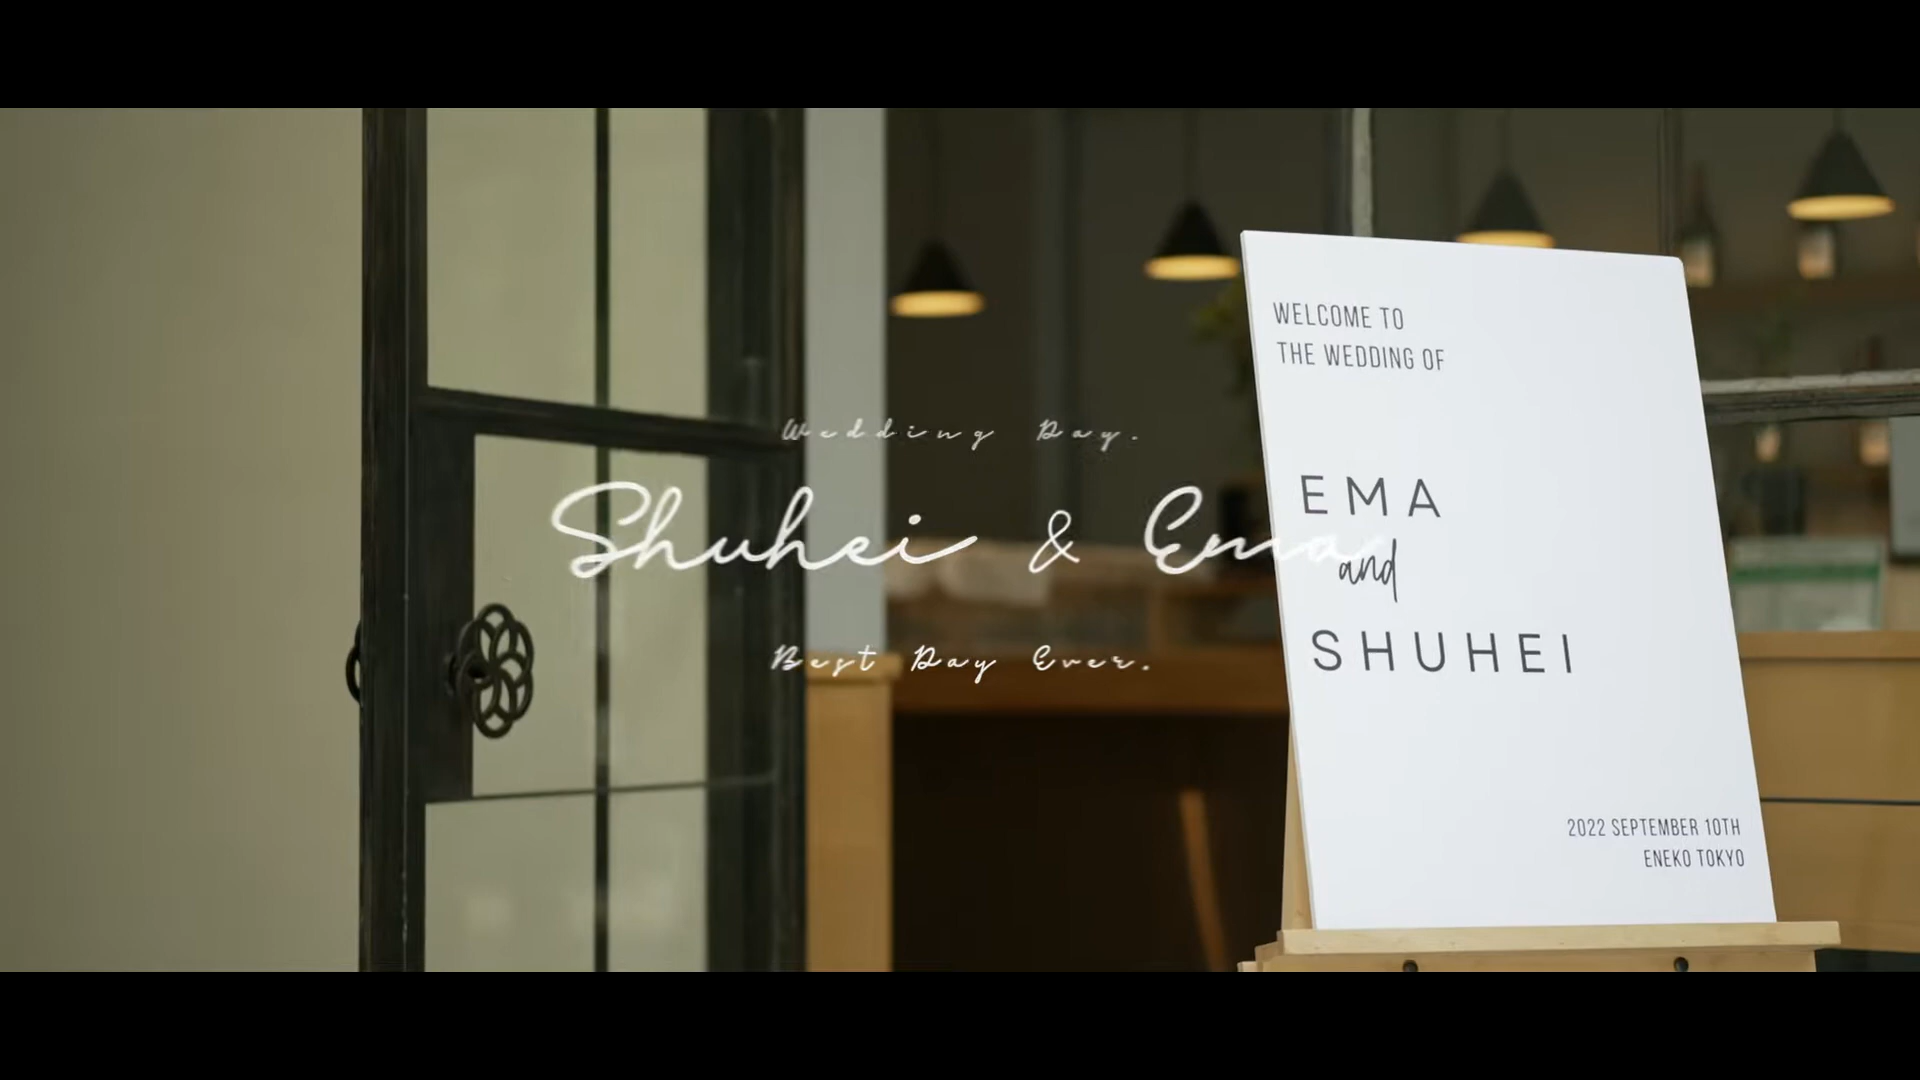 Wedding Day.
Shuhei & Ema
Best Day Ever.
WELCOME TO
THE WEDDING OF
EMA
and
SHUHEI
2022 SEPTEMBER 10TH
ENEKO TOKYO